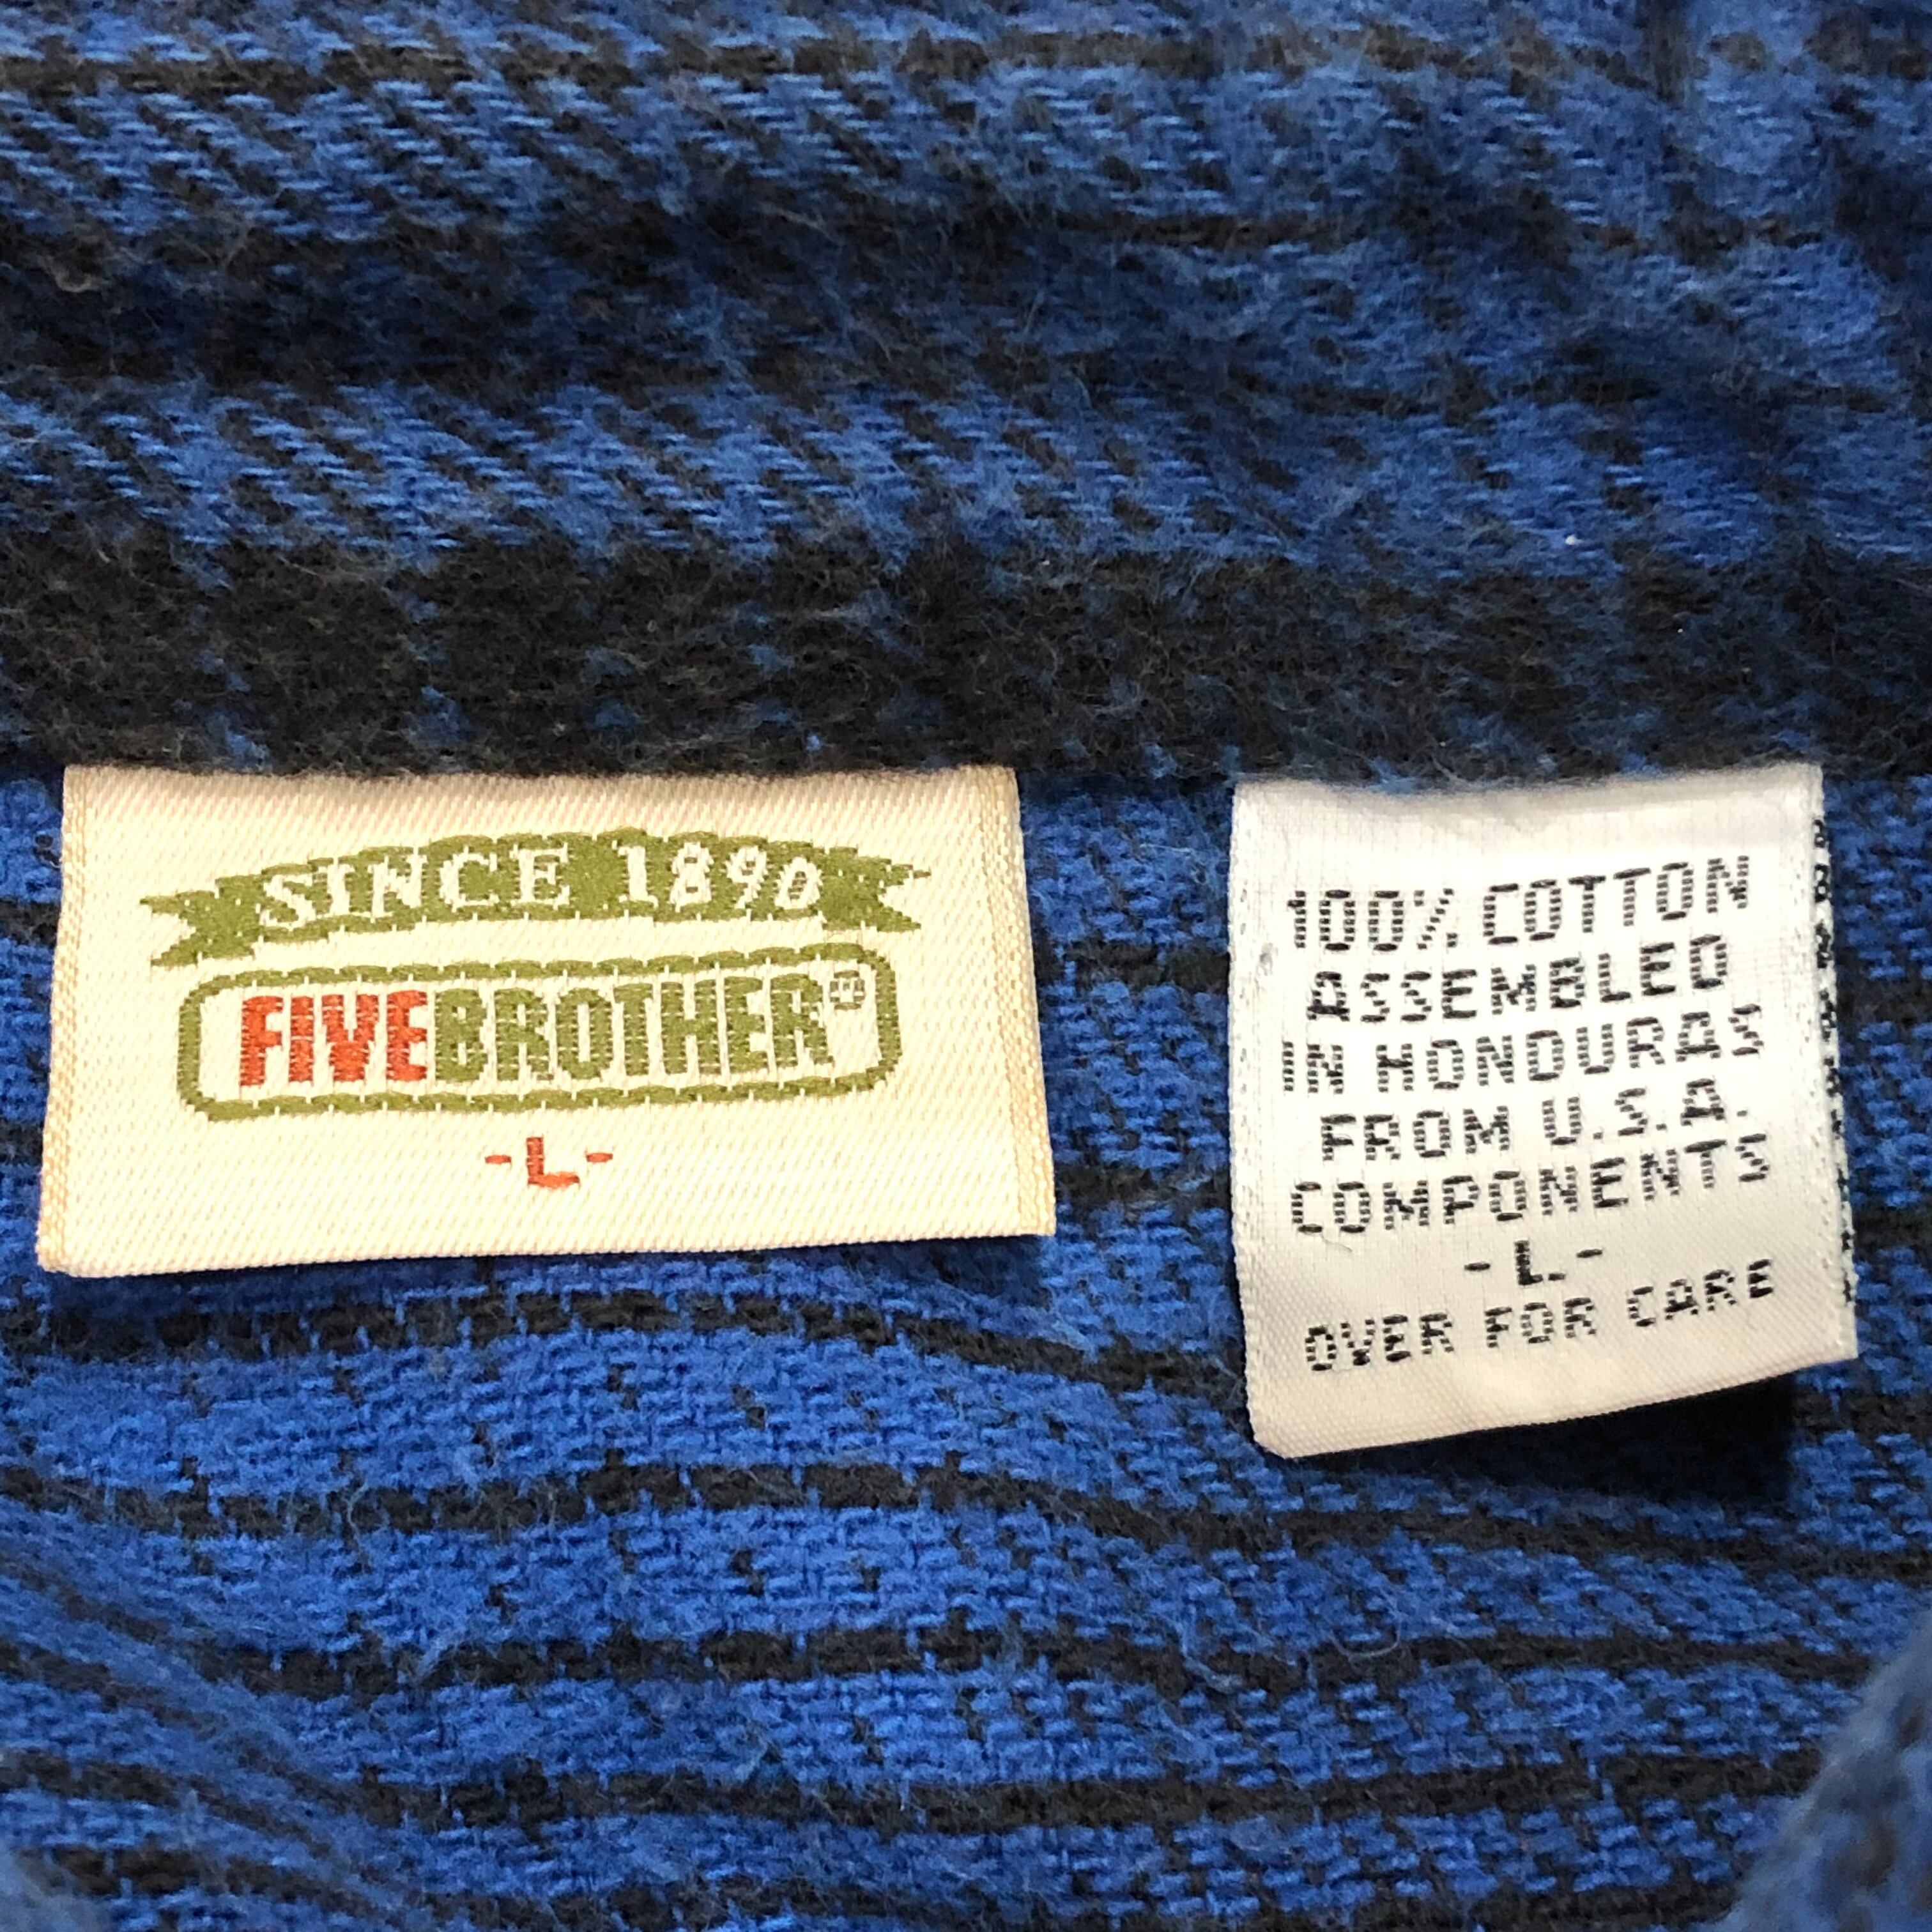 SINCE 1890
FIVEBROTHER®
-L-
100% COTTON
ASSEMBLED
IN HONDURAS
FROM U.S.A.
COMPONENTS
-L-
OVER FOR CARE